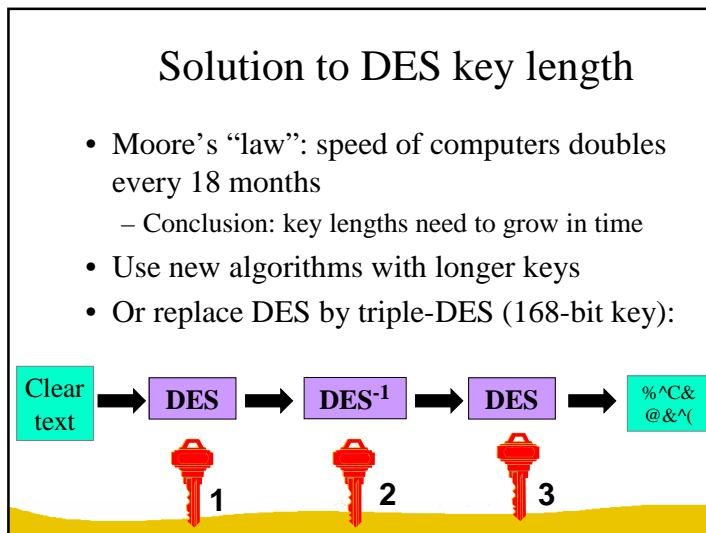 Solution to DES key length
• Moore's “law”: speed of computers doubles
every 18 months
– Conclusion: key lengths need to grow in time
• Use new algorithms with longer keys
• Or replace DES by triple-DES (168-bit key):
Clear
text
DES
DES⁻¹
DES
%^C&
@&^(
1
2
3